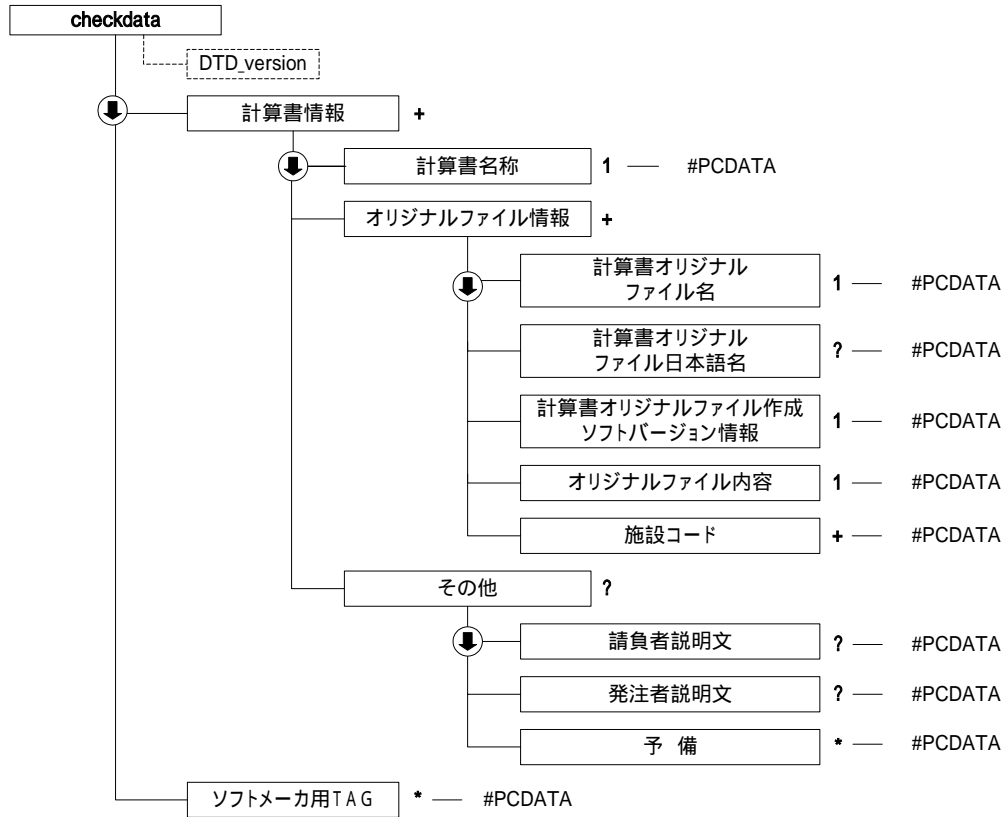 checkdata
DTD_version
計算書情報 +
計算書名称 1 #PCDATA
オリジナルファイル情報 +
計算書オリジナル
ファイル名 1 #PCDATA
計算書オリジナル
ファイル日本語名 ? #PCDATA
計算書オリジナルファイル作成
ソフトバージョン情報 1 #PCDATA
オリジナルファイル内容 1 #PCDATA
施設コード + #PCDATA
その他 ?
請負者説明文 ? #PCDATA
発注者説明文 ? #PCDATA
予 備 * #PCDATA
ソフトメーカ用TAG * #PCDATA